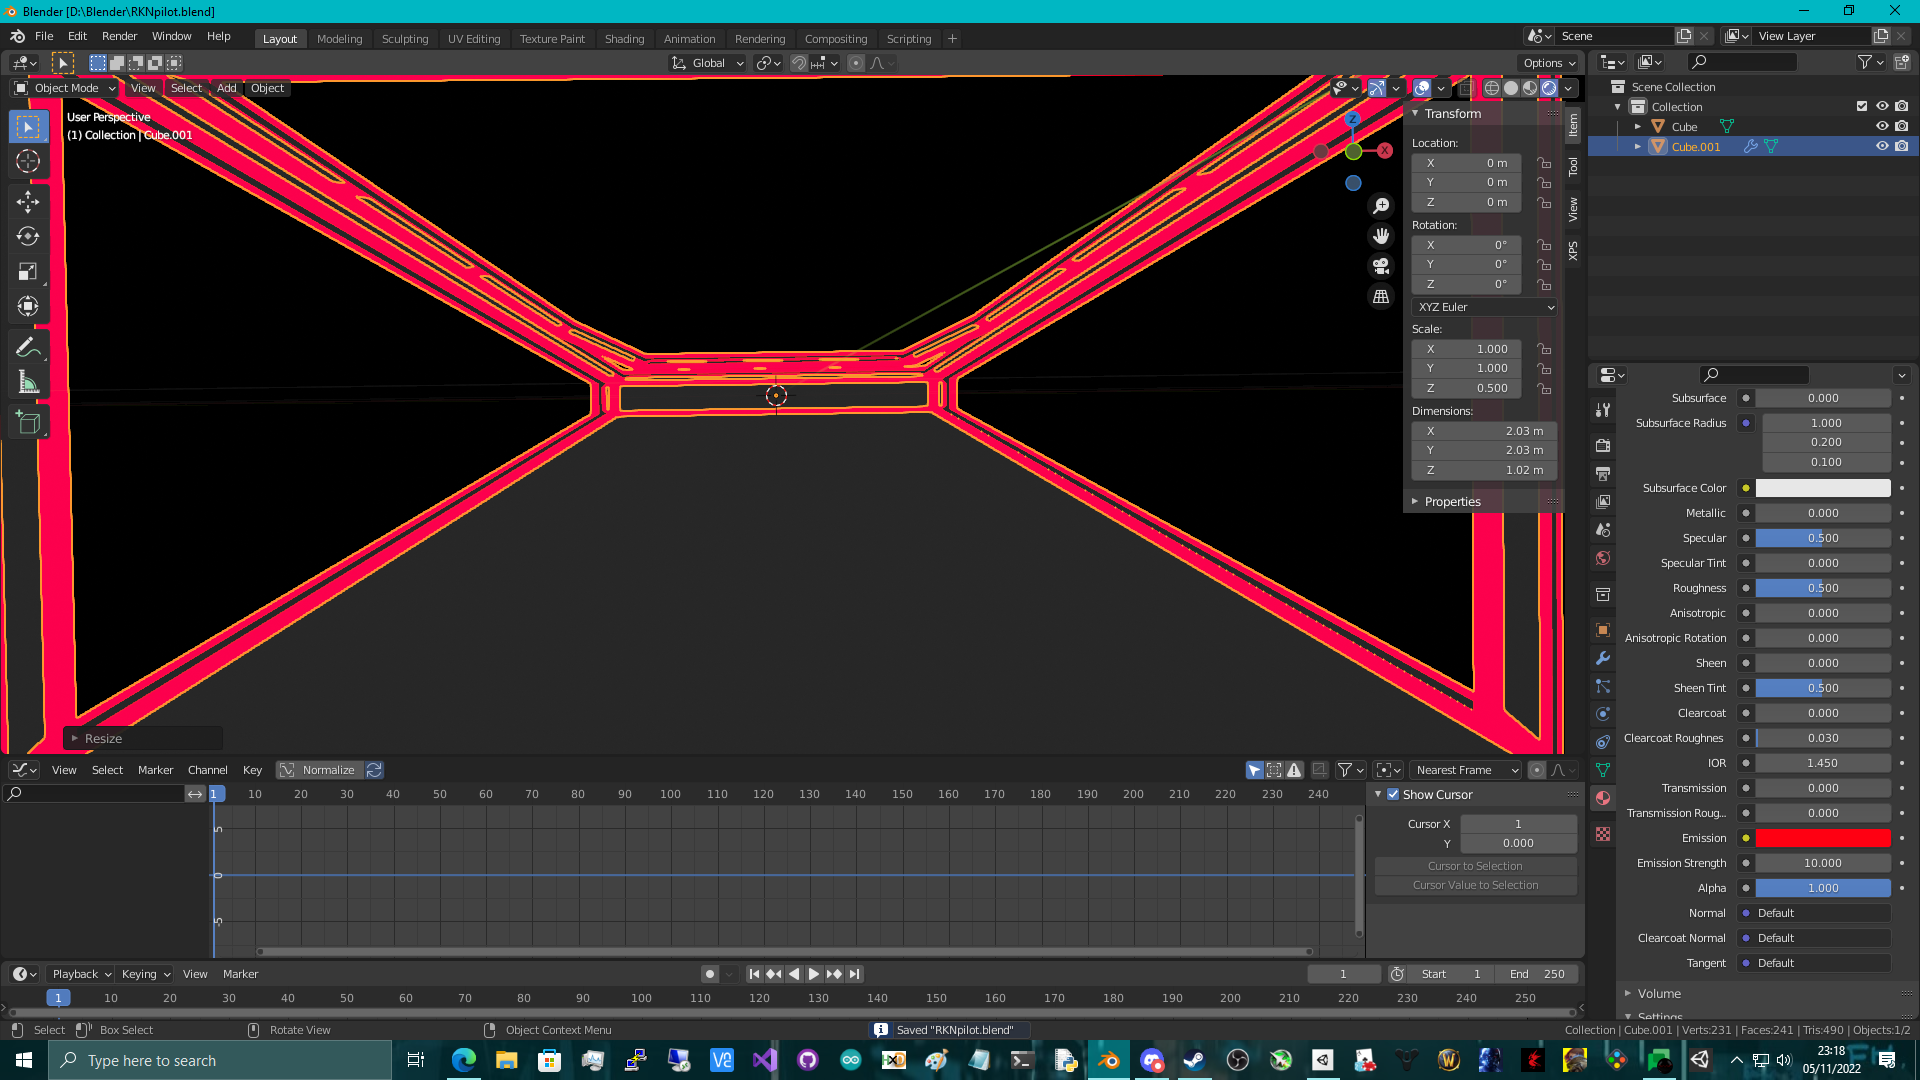 Blender [D:\Blender\RKNpilot.blend]
File Edit Render Window Help
Layout Modeling Sculpting UV Editing Texture Paint Shading Animation Rendering Compositing Scripting +
Scene View Layer
Global Options
Object Mode View Select Add Object
User Perspective
(1) Collection | Cube.001
Z
X
Transform
Location:
X 0 m
Y 0 m
Z 0 m
Rotation:
X 0°
Y 0°
Z 0°
XYZ Euler
Scale:
X 1.000
Y 1.000
Z 0.500
Dimensions:
X 2.03 m
Y 2.03 m
Z 1.02 m
Properties
Item
Tool
View
XPS
Scene Collection
Collection
Cube
Cube.001
Subsurface 0.000
Subsurface Radius 1.000
0.200
0.100
Subsurface Color
Metallic 0.000
Specular 0.500
Specular Tint 0.000
Roughness 0.500
Anisotropic 0.000
Anisotropic Rotation 0.000
Sheen 0.000
Sheen Tint 0.500
Clearcoat 0.000
Clearcoat Roughnes 0.030
IOR 1.450
Transmission 0.000
Transmission Roug... 0.000
Emission
Emission Strength 10.000
Alpha 1.000
Normal Default
Clearcoat Normal Default
Tangent Default
Volume
Settings
Resize
View Select Marker Channel Key Normalize Nearest Frame
1 10 20 30 40 50 60 70 80 90 100 110 120 130 140 150 160 170 180 190 200 210 220 230 240
5
0
-5
Show Cursor
Cursor X 1
Y 0.000
Cursor to Selection
Cursor Value to Selection
Playback Keying View Marker 1 Start 1 End 250
1 10 20 30 40 50 60 70 80 90 100 110 120 130 140 150 160 170 180 190 200 210 220 230 240 250
Select Box Select Rotate View Object Context Menu Saved "RKNpilot.blend" Collection | Cube.001 | Verts:231 | Faces:241 | Tris:490 | Objects:1/2
Type here to search
23:18
05/11/2022